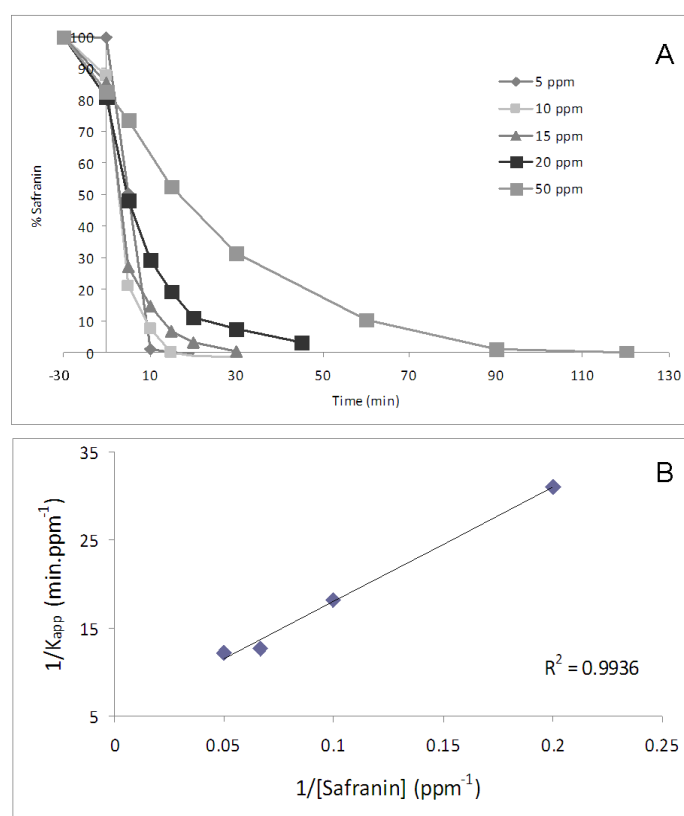 A
100
90
80
70
60
50
40
30
20
10
0
% Safranin
5 ppm
10 ppm
15 ppm
20 ppm
50 ppm
-30 10 30 50 70 90 110 130
Time (min)
B
35
25
15
5
1/Kapp (min.ppm-1)
R2 = 0.9936
0 0.05 0.1 0.15 0.2 0.25
1/[Safranin] (ppm-1)